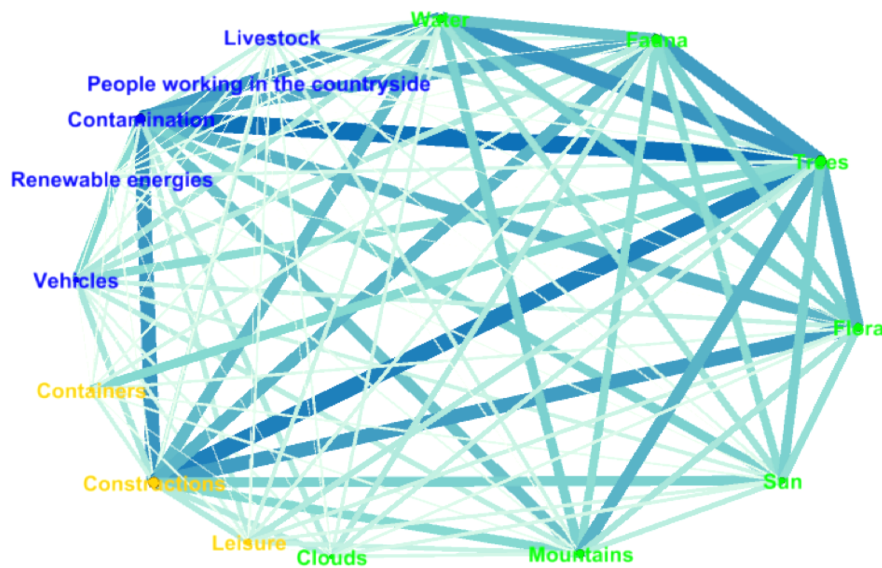 Water
Livestock
Fauna
People working in the countryside
Contamination
Trees
Renewable energies
Vehicles
Flora
Containers
Constructions
Sun
Leisure
Clouds
Mountains